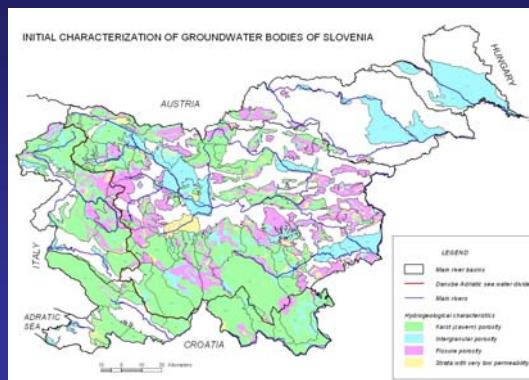 INITIAL CHARACTERIZATION OF GROUNDWATER BODIES OF SLOVENIA
HUNGARY
AUSTRIA
ITALY
ADRATIC
SEA
CROATIA
Kilometers
LEGEND
Main river basins
Danube Adriatic sea water divide
Main rivers
Hydrogeological characteristics
Karst (cavern) porosity
Intergranular porosity
Fissure porosity
Strata with very low permeability